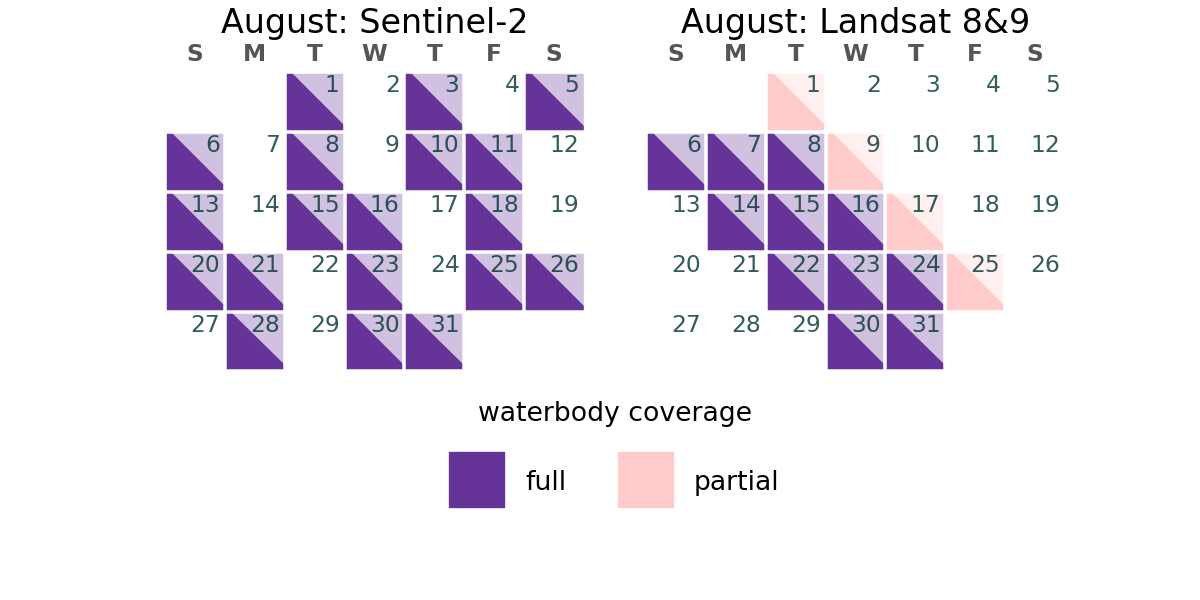 August: Sentinel-2
S M T W T F S
1 2 3 4 5
6 7 8 9 10 11 12
13 14 15 16 17 18 19
20 21 22 23 24 25 26
27 28 29 30 31
August: Landsat 8&9
S M T W T F S
1 2 3 4 5
6 7 8 9 10 11 12
13 14 15 16 17 18 19
20 21 22 23 24 25 26
27 28 29 30 31
waterbody coverage
full
partial